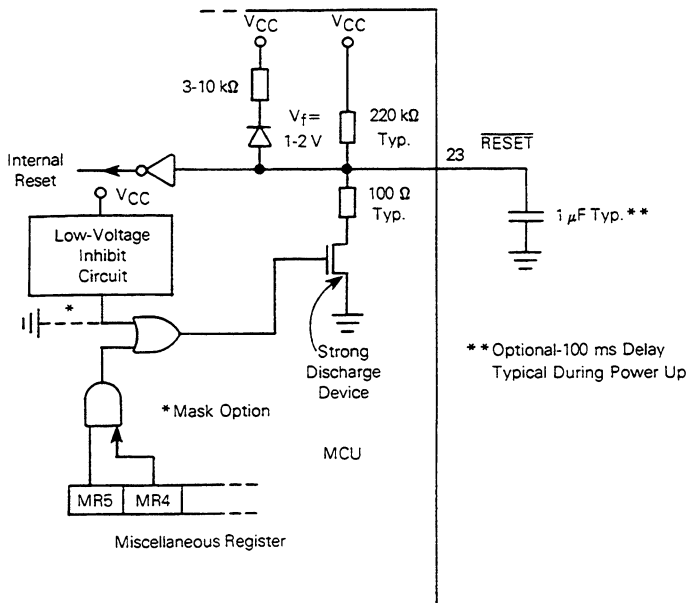 VCC
VCC
3-10 kΩ
Vf=
1-2 V
220 kΩ
Typ.
23
RESET
Internal
Reset
VCC
100 Ω
Typ.
1 μF Typ.**
Low-Voltage
Inhibit
Circuit
*
Strong
Discharge
Device
**Optional-100 ms Delay
Typical During Power Up
*Mask Option
MCU
MR5
MR4
Miscellaneous Register